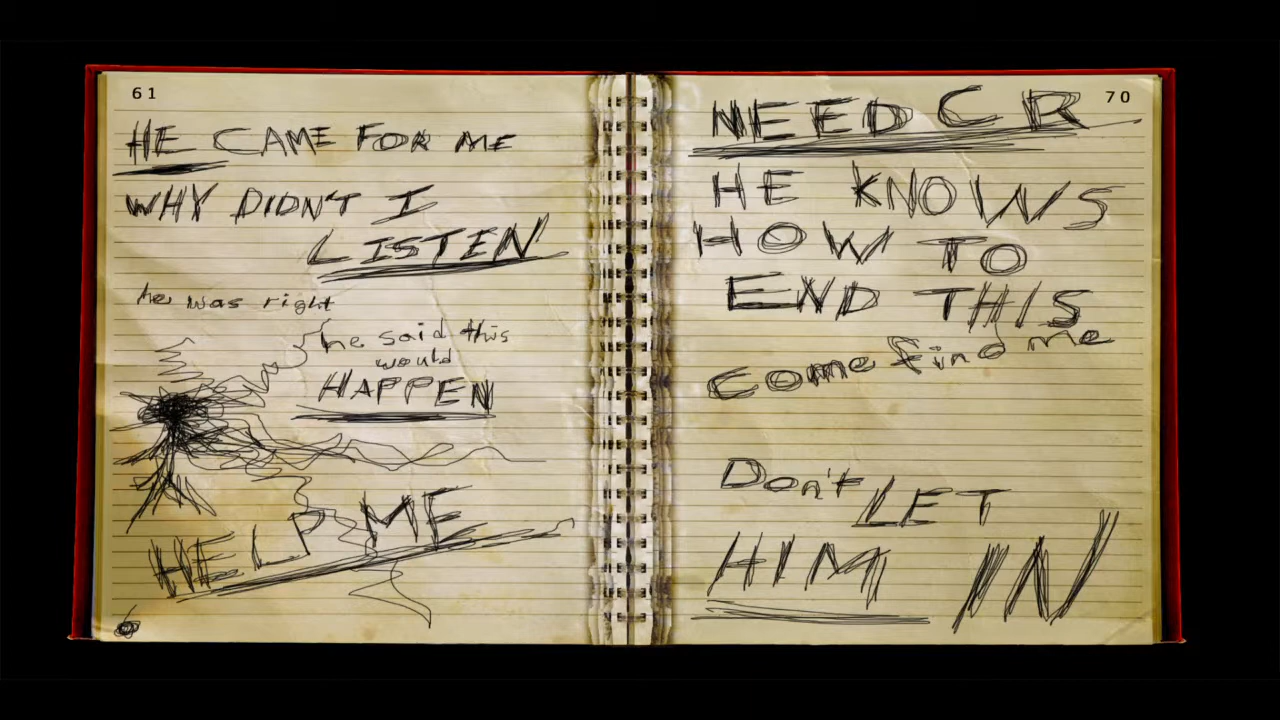 61
HE CAME FOR ME
WHY DIDN'T I
LISTEN
he was right
he said this
would
HAPPEN
HELP ME
70
NEED CR
HE KNOWS
HOW TO
END THIS
come find me
Don't LET
HIM IN